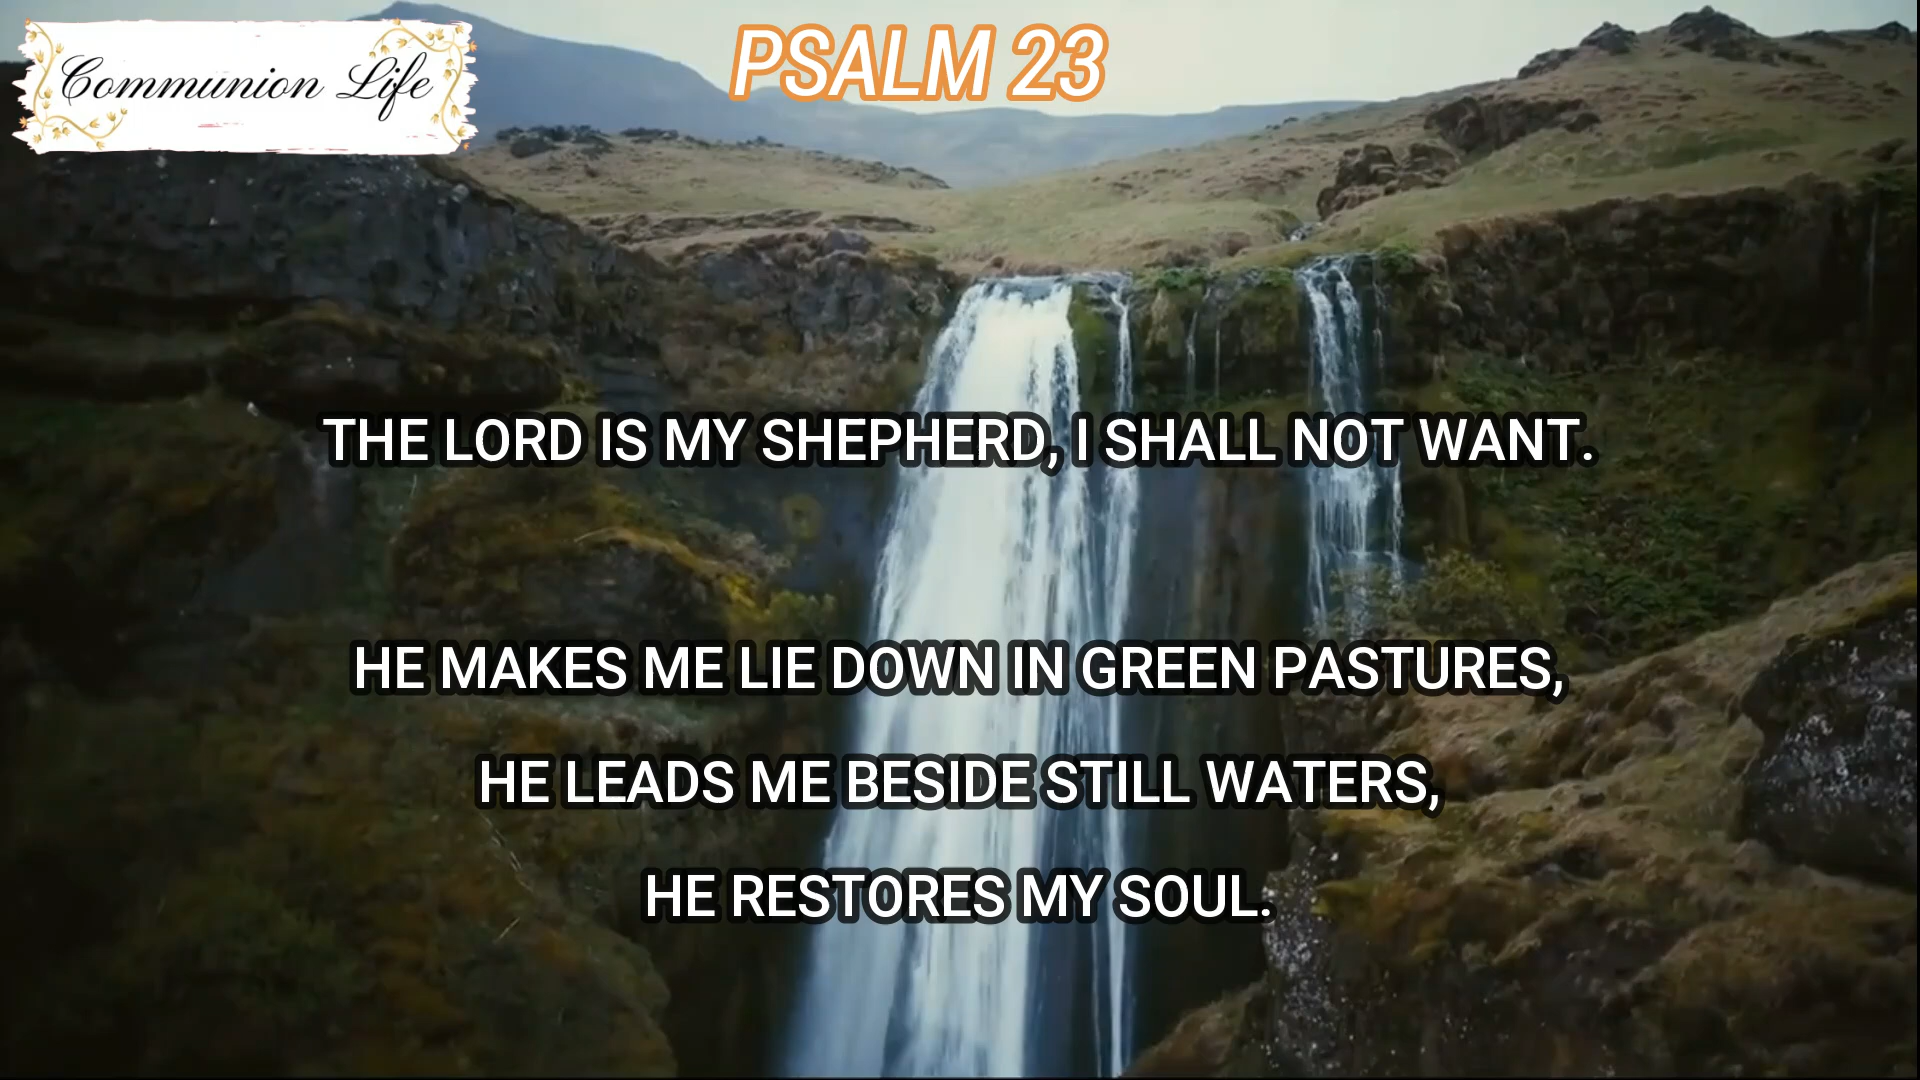 Communion Life
PSALM 23
THE LORD IS MY SHEPHERD, I SHALL NOT WANT.
HE MAKES ME LIE DOWN IN GREEN PASTURES,
HE LEADS ME BESIDE STILL WATERS,
HE RESTORES MY SOUL.